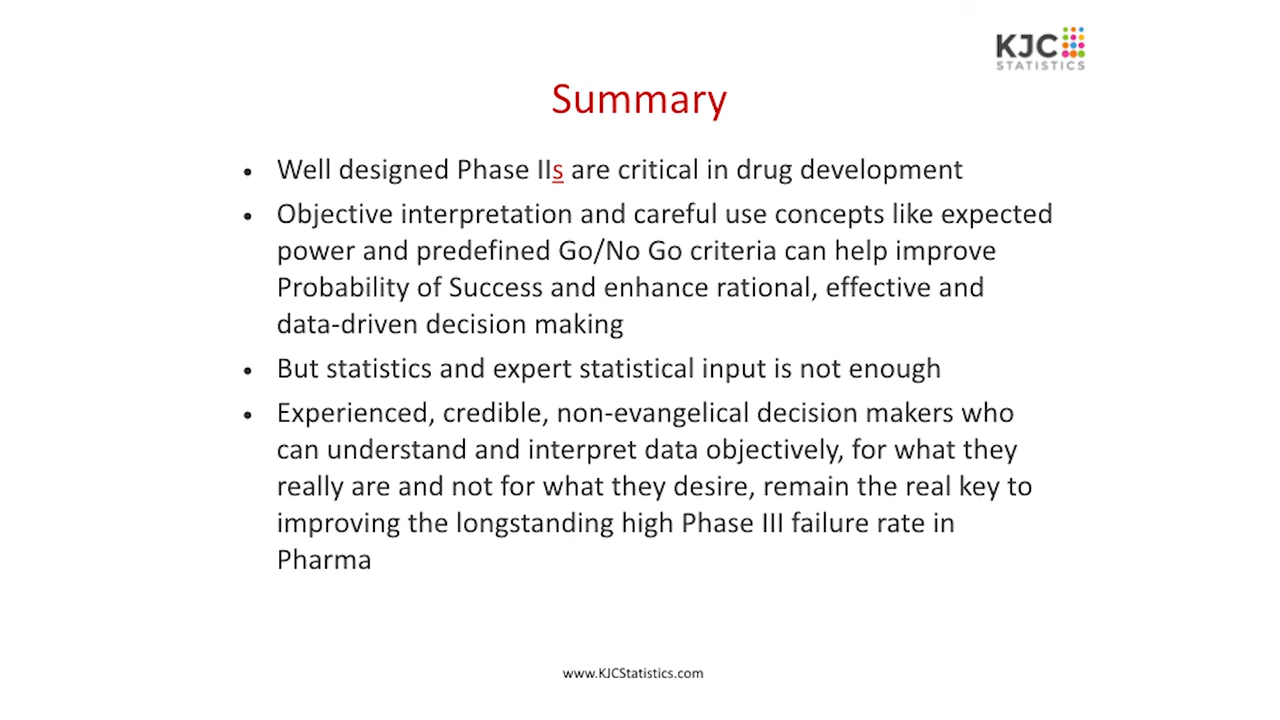 KJC
STATISTICS
Summary
• Well designed Phase IIs are critical in drug development
• Objective interpretation and careful use concepts like expected
power and predefined Go/No Go criteria can help improve
Probability of Success and enhance rational, effective and
data-driven decision making
• But statistics and expert statistical input is not enough
• Experienced, credible, non-evangelical decision makers who
can understand and interpret data objectively, for what they
really are and not for what they desire, remain the real key to
improving the longstanding high Phase III failure rate in
Pharma
www.KJCStatistics.com